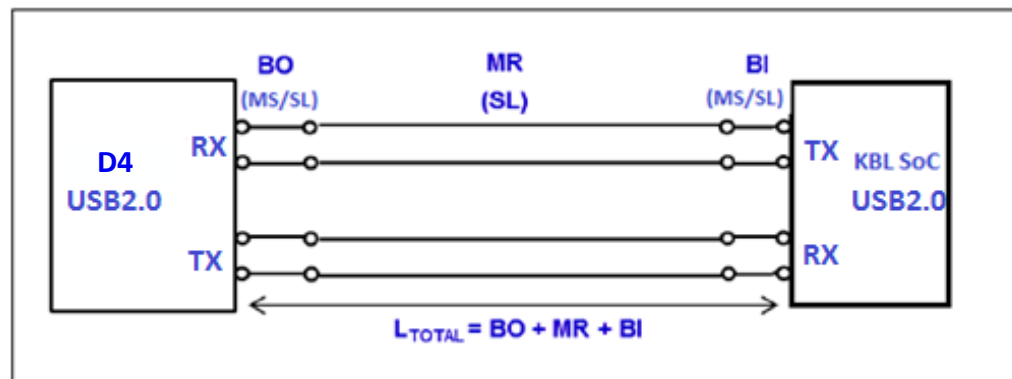 BO MR BI
(MS/SL) (SL) (MS/SL)
RX TX
D4 KBL SoC
USB2.0 USB2.0
TX RX
LTOTAL = BO + MR + BI